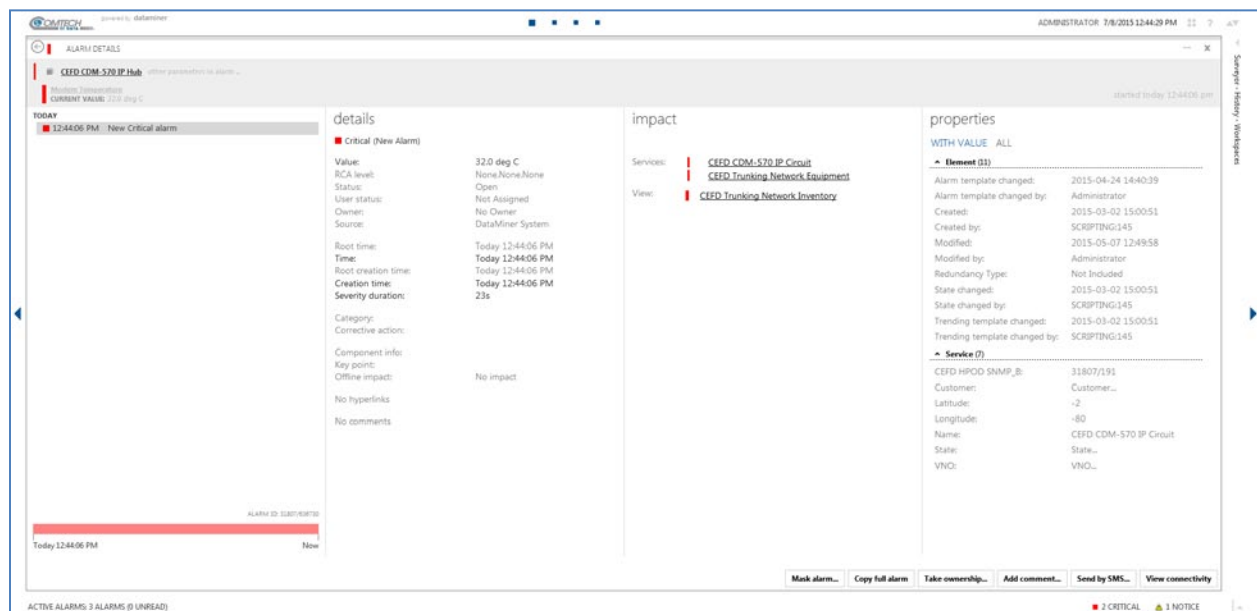 COMTECH
EF DATA
powered by dataminer
ADMINISTRATOR 7/8/2015 12:44:29 PM
?
ALARM DETAILS
X
CEFD CDM-570 IP Hub other parameters in alarm ...
Modem Temperature
CURRENT VALUE: 32.0 deg C
started today 12:44:06 pm
Surveyor - History - Workspaces
TODAY
12:44:06 PM New Critical alarm
Today 12:44:06 PM Now
details
Critical (New Alarm)
Value: 32.0 deg C
RCA level: None.None.None
Status: Open
User status: Not Assigned
Owner: No Owner
Source: DataMiner System
Root time: Today 12:44:06 PM
Time: Today 12:44:06 PM
Root creation time: Today 12:44:06 PM
Creation time: Today 12:44:06 PM
Severity duration: 23s
Category:
Corrective action:
Component info:
Key point:
Offline impact: No impact
No hyperlinks
No comments
impact
Services: CEFD CDM-570 IP Circuit
CEFD Trunking Network Equipment
View: CEFD Trunking Network Inventory
properties
WITH VALUE ALL
Element (11)
Alarm template changed: 2015-04-24 14:40:39
Alarm template changed by: Administrator
Created: 2015-03-02 15:00:51
Created by: SCRIPTING:145
Modified: 2015-05-07 12:49:58
Modified by: Administrator
Redundancy Type: Not Included
State changed: 2015-03-02 15:00:51
State changed by: SCRIPTING:145
Trending template changed: 2015-03-02 15:00:51
Trending template changed by: SCRIPTING:145
Service (7)
CEFD HPOD SNMP_B: 31807/191
Customer: Customer...
Latitude: -2
Longitude: -80
Name: CEFD CDM-570 IP Circuit
State: State...
VNO: VNO...
ALARM ID:
Mask alarm... Copy full alarm Take ownership... Add comment... Send by SMS... View connectivity
ACTIVE ALARMS: 3 ALARMS (0 UNREAD)
2 CRITICAL 1 NOTICE